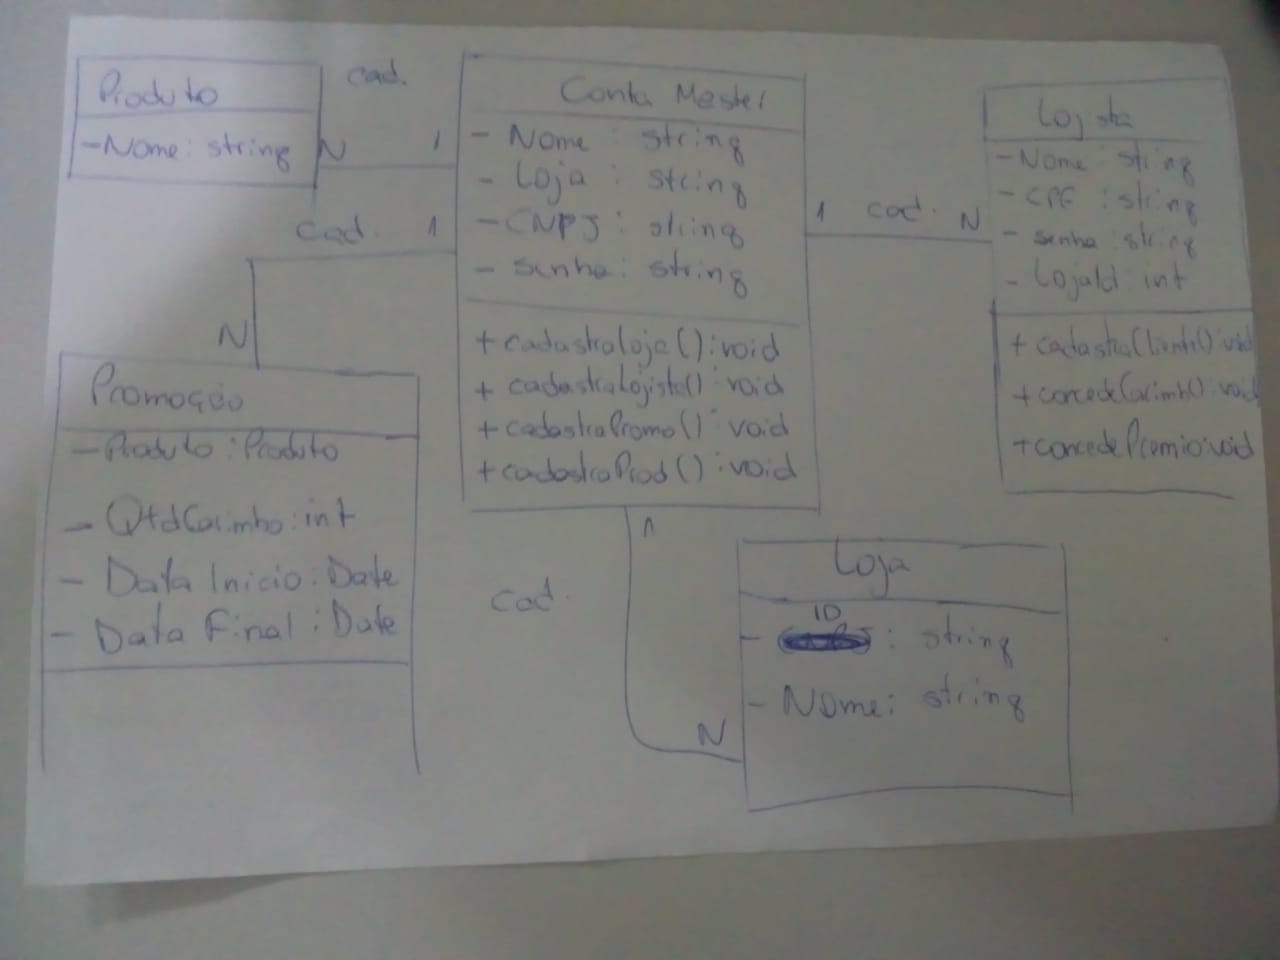 Produto
-Nome: string
cad.
N
1
Conta Master
- Nome : string
- Loja : string
- CNPJ : string
- senha : string
+ cadastraLoja() : void
+ cadastraLojista() : void
+ cadastraPromo() : void
+ cadastraProd() : void
1 cad. N
Lojsta
- Nome : string
- CPF : string
- senha : string
- LojaId : int
+ cadastraCliente() : void
+ concedeCarimb() : void
+ concedePremio : void
cad. 1
N
Promoção
- Produto : Produto
- QtdCarimbo : int
- Data Inicio : Date
- Data Final : Date
1
cad.
N
Loja
- ID : string
- Nome : string